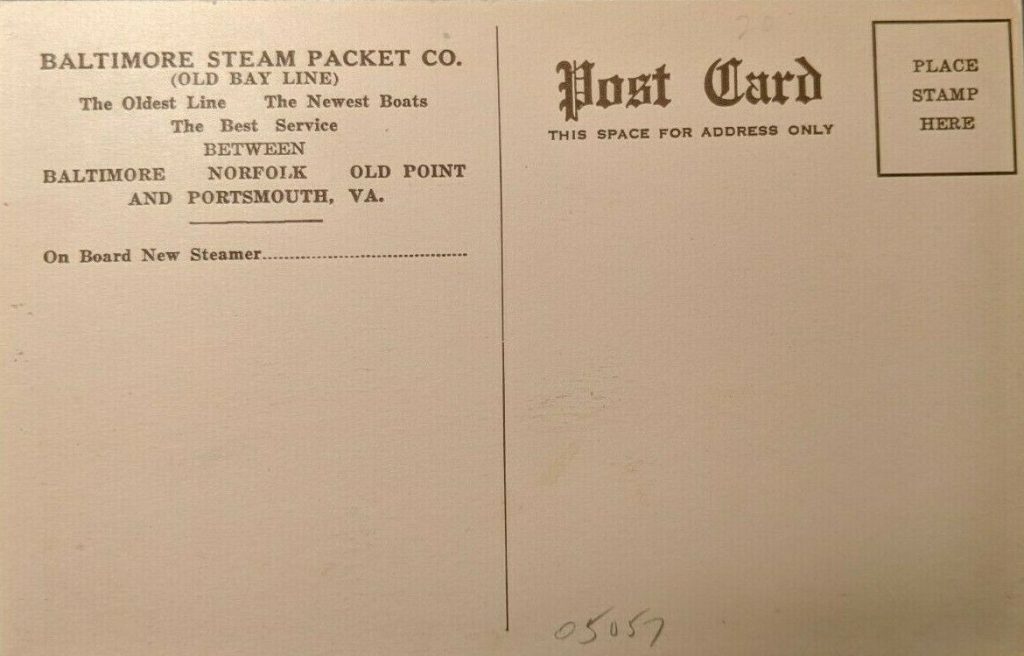 BALTIMORE STEAM PACKET CO.
(OLD BAY LINE)
The Oldest Line The Newest Boats
The Best Service
BETWEEN
BALTIMORE NORFOLK OLD POINT
AND PORTSMOUTH, VA.
On Board New Steamer..................................................
Post Card
THIS SPACE FOR ADDRESS ONLY
PLACE
STAMP
HERE
05057